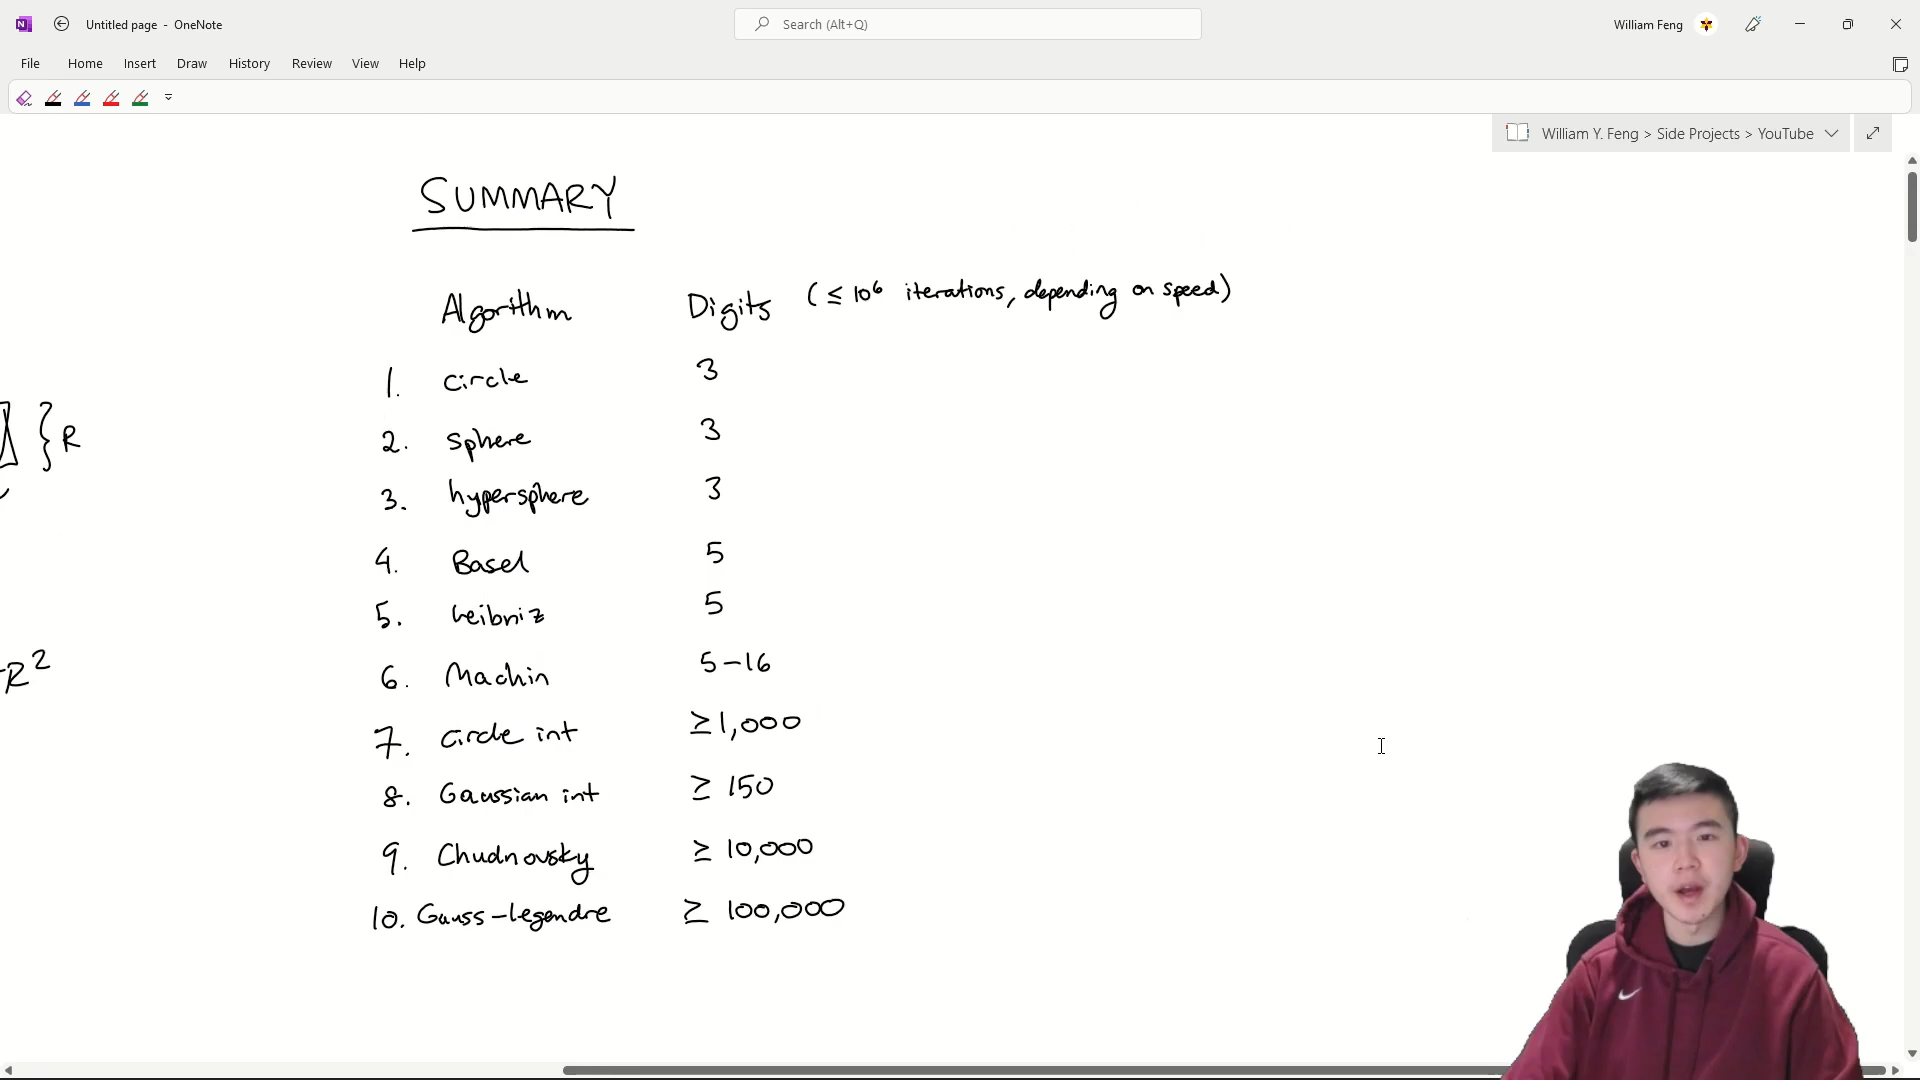 Untitled page - OneNote
Search (Alt+Q)
William Feng
File Home Insert Draw History Review View Help
William Y. Feng > Side Projects > YouTube
SUMMARY
Algorithm Digits (≤ 10⁶ iterations, depending on speed)
1. circle 3
2. sphere 3
3. hypersphere 3
} R
4. Basel 5
5. Leibniz 5
6. Machin 5-16
R²
7. circle int ≥1,000
8. Gaussian int ≥ 150
9. Chudnovsky ≥ 10,000
10. Gauss-Legendre ≥ 100,000